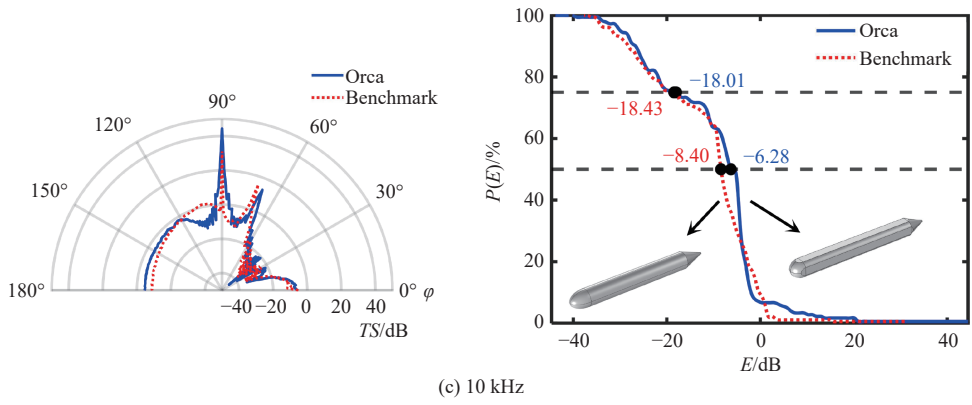 Orca
Benchmark
90°
120°
60°
150°
30°
180°
0° φ
−40 −20 0 20 40
TS/dB
100
80
60
40
20
0
P(E)/%
Orca
Benchmark
−18.01
−18.43
−8.40
−6.28
−40 −20 0 20 40
E/dB
(c) 10 kHz